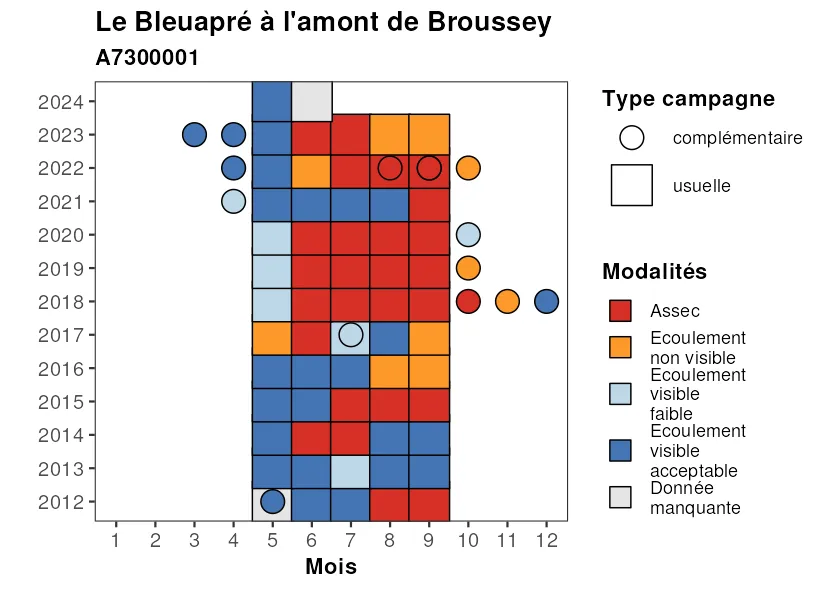 Le Bleuapré à l'amont de Broussey
A7300001
2024
2023
2022
2021
2020
2019
2018
2017
2016
2015
2014
2013
2012
1 2 3 4 5 6 7 8 9 10 11 12
Mois
Type campagne
complémentaire
usuelle
Modalités
Assec
Ecoulement
non visible
Ecoulement
visible
faible
Ecoulement
visible
acceptable
Donnée
manquante